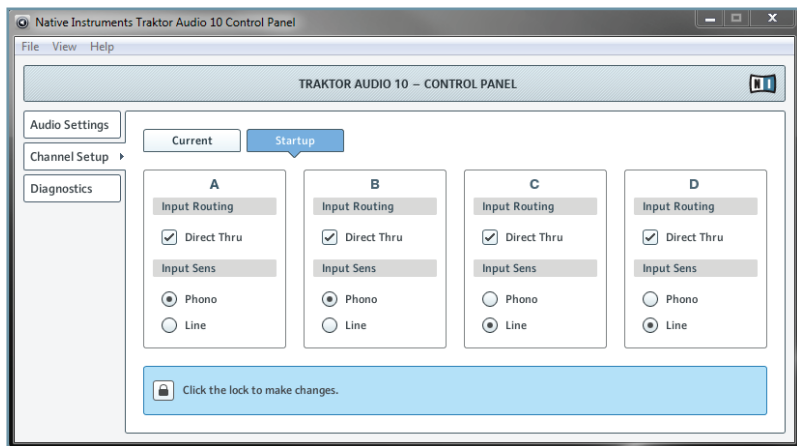 Native Instruments Traktor Audio 10 Control Panel
File View Help
TRAKTOR AUDIO 10 – CONTROL PANEL
NI
Audio Settings
Channel Setup
Diagnostics
Current Startup
A B C D
Input Routing Input Routing Input Routing Input Routing
Direct Thru Direct Thru Direct Thru Direct Thru
Input Sens Input Sens Input Sens Input Sens
Phono Phono Phono Phono
Line Line Line Line
Click the lock to make changes.